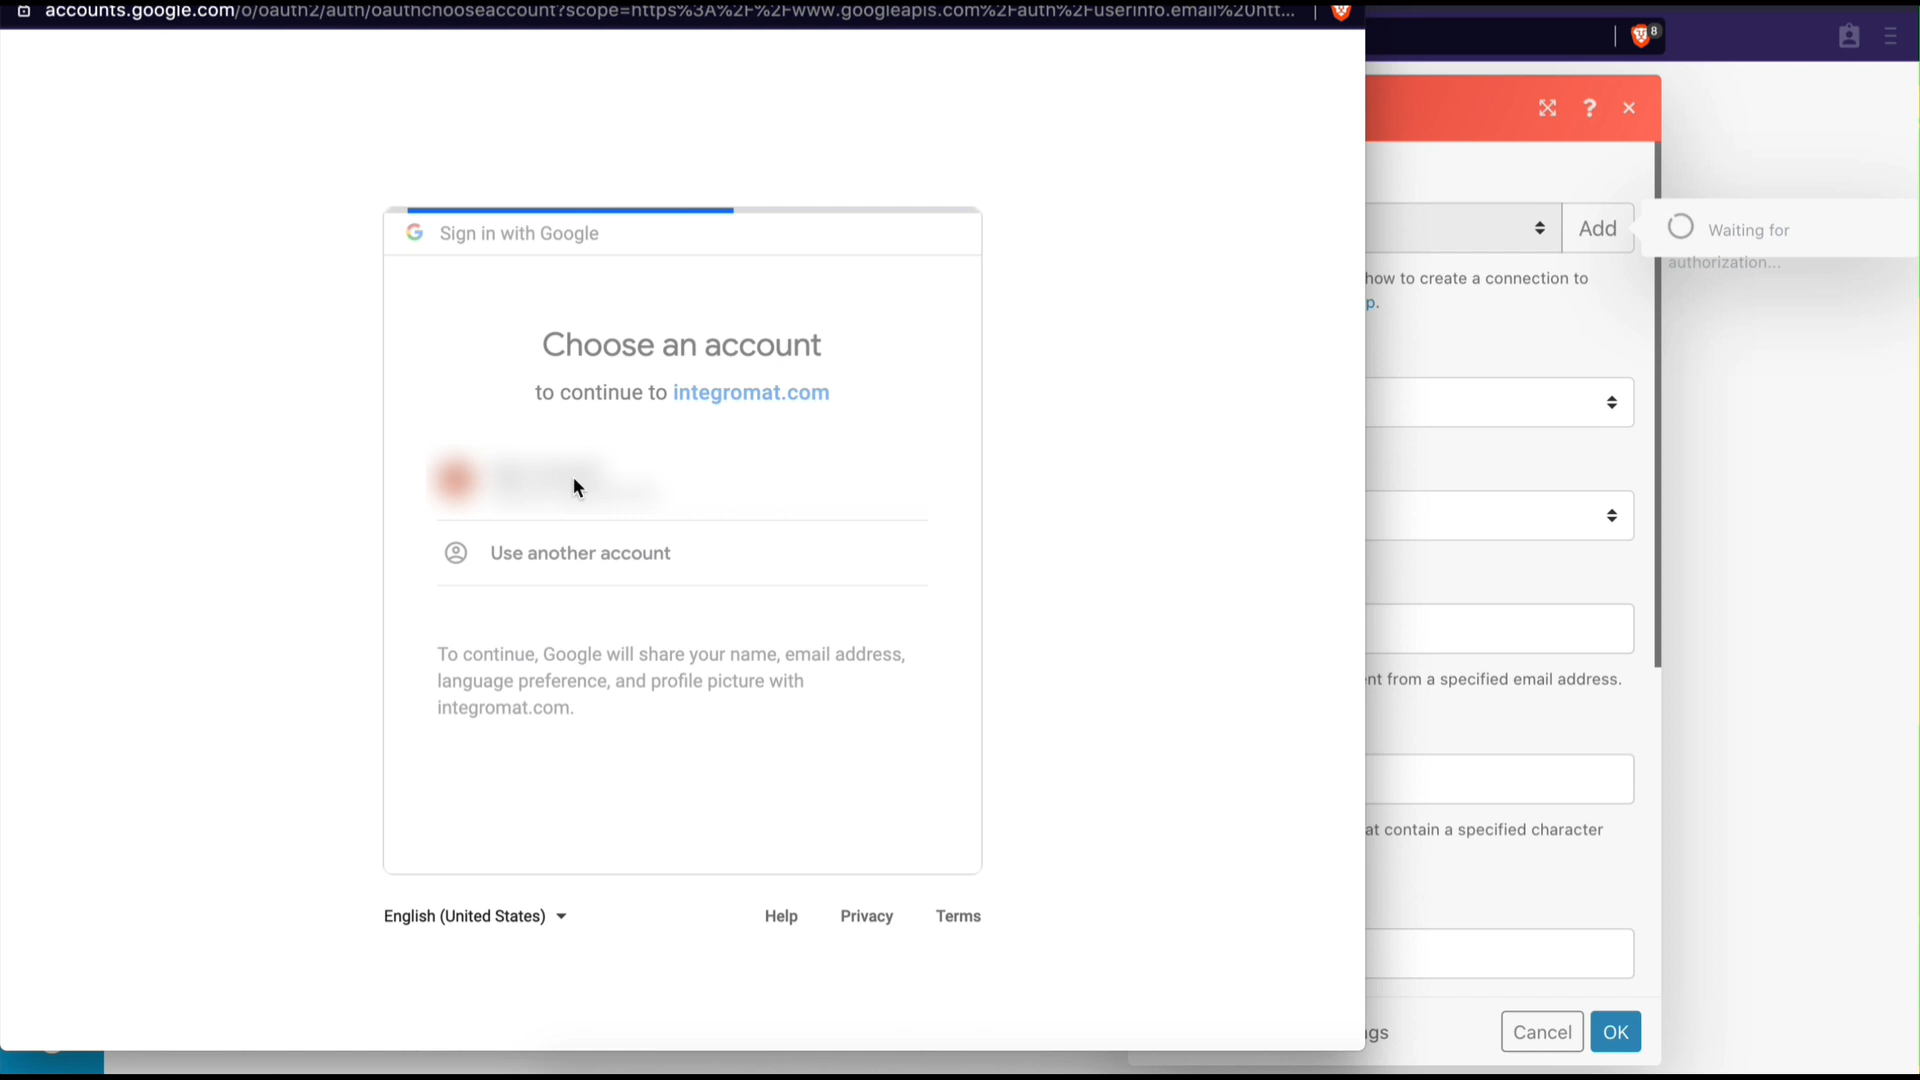 accounts.google.com/o/oauth2/auth/oauthchooseaccount?scope=https%3A%2F%2Fwww.googleapis.com%2Fauth%2Fuserinfo.email%20htt...
8
Sign in with Google
Choose an account
to continue to integromat.com
Use another account
To continue, Google will share your name, email address,
language preference, and profile picture with
integromat.com.
English (United States)
Help
Privacy
Terms
Add
Waiting for
authorization...
how to create a connection to
p.
nt from a specified email address.
at contain a specified character
gs
Cancel
OK